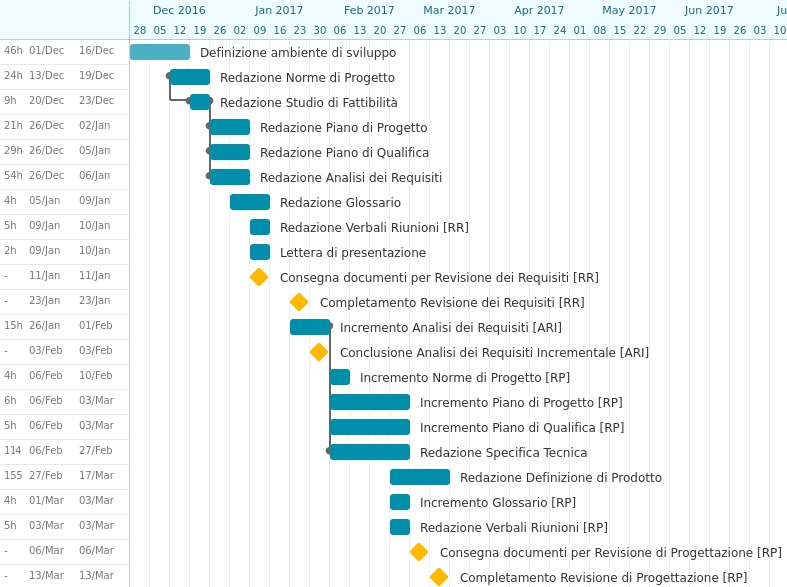 Dec 2016 Jan 2017 Feb 2017 Mar 2017 Apr 2017 May 2017 Jun 2017 Ju
28 05 12 19 26 02 09 16 23 30 06 13 20 27 06 13 20 27 03 10 17 24 01 08 15 22 29 05 12 19 26 03 10
46h 01/Dec 16/Dec Definizione ambiente di sviluppo
24h 13/Dec 19/Dec Redazione Norme di Progetto
9h 20/Dec 23/Dec Redazione Studio di Fattibilità
21h 26/Dec 02/Jan Redazione Piano di Progetto
29h 26/Dec 05/Jan Redazione Piano di Qualifica
54h 26/Dec 06/Jan Redazione Analisi dei Requisiti
4h 05/Jan 09/Jan Redazione Glossario
5h 09/Jan 10/Jan Redazione Verbali Riunioni [RR]
2h 09/Jan 10/Jan Lettera di presentazione
- 11/Jan 11/Jan Consegna documenti per Revisione dei Requisiti [RR]
- 23/Jan 23/Jan Completamento Revisione dei Requisiti [RR]
15h 26/Jan 01/Feb Incremento Analisi dei Requisiti [ARI]
- 03/Feb 03/Feb Conclusione Analisi dei Requisiti Incrementale [ARI]
4h 06/Feb 10/Feb Incremento Norme di Progetto [RP]
6h 06/Feb 03/Mar Incremento Piano di Progetto [RP]
5h 06/Feb 03/Mar Incremento Piano di Qualifica [RP]
114 06/Feb 27/Feb Redazione Specifica Tecnica
155 27/Feb 17/Mar Redazione Definizione di Prodotto
4h 01/Mar 03/Mar Incremento Glossario [RP]
5h 03/Mar 03/Mar Redazione Verbali Riunioni [RP]
- 06/Mar 06/Mar Consegna documenti per Revisione di Progettazione [RP]
- 13/Mar 13/Mar Completamento Revisione di Progettazione [RP]